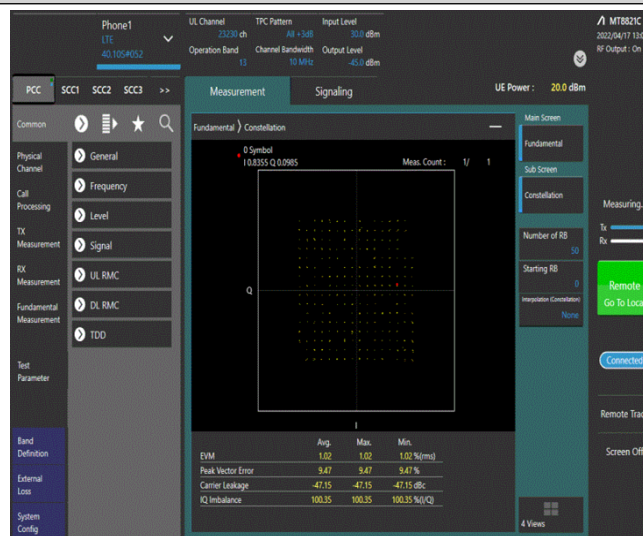 Phone1
LTE
40.10S#052
UL Channel
23230 ch
TPC Pattern
All +3dB
Input Level
30.0 dBm
Operation Band
13
Channel Bandwidth
10 MHz
Output Level
-45.0 dBm
MT8821C
2022/04/17 13:0
RF Output : On
PCC SCC1 SCC2 SCC3 >>
Measurement Signaling
UE Power : 20.0 dBm
Common
Physical
Channel
Call
Processing
TX
Measurement
RX
Measurement
Fundamental
Measurement
Test
Parameter
Band
Definition
External
Loss
System
Config
General
Frequency
Level
Signal
UL RMC
DL RMC
TDD
Fundamental Constellation
0 Symbol
I 0.8355 Q 0.0985
Meas. Count : 1/ 1
Q
I
Avg. Max. Min.
EVM 1.02 1.02 1.02 %(rms)
Peak Vector Error 9.47 9.47 9.47 %
Carrier Leakage -47.15 -47.15 -47.15 dBc
IQ Imbalance 100.35 100.35 100.35 %(I/Q)
Main Screen
Fundamental
Sub Screen
Constellation
Number of RB
50
Starting RB
0
Interpolation (Constellation)
None
4 Views
Measuring.
Tx
Rx
Remote
Go To Loca
Connected
Remote Trac
Screen Off